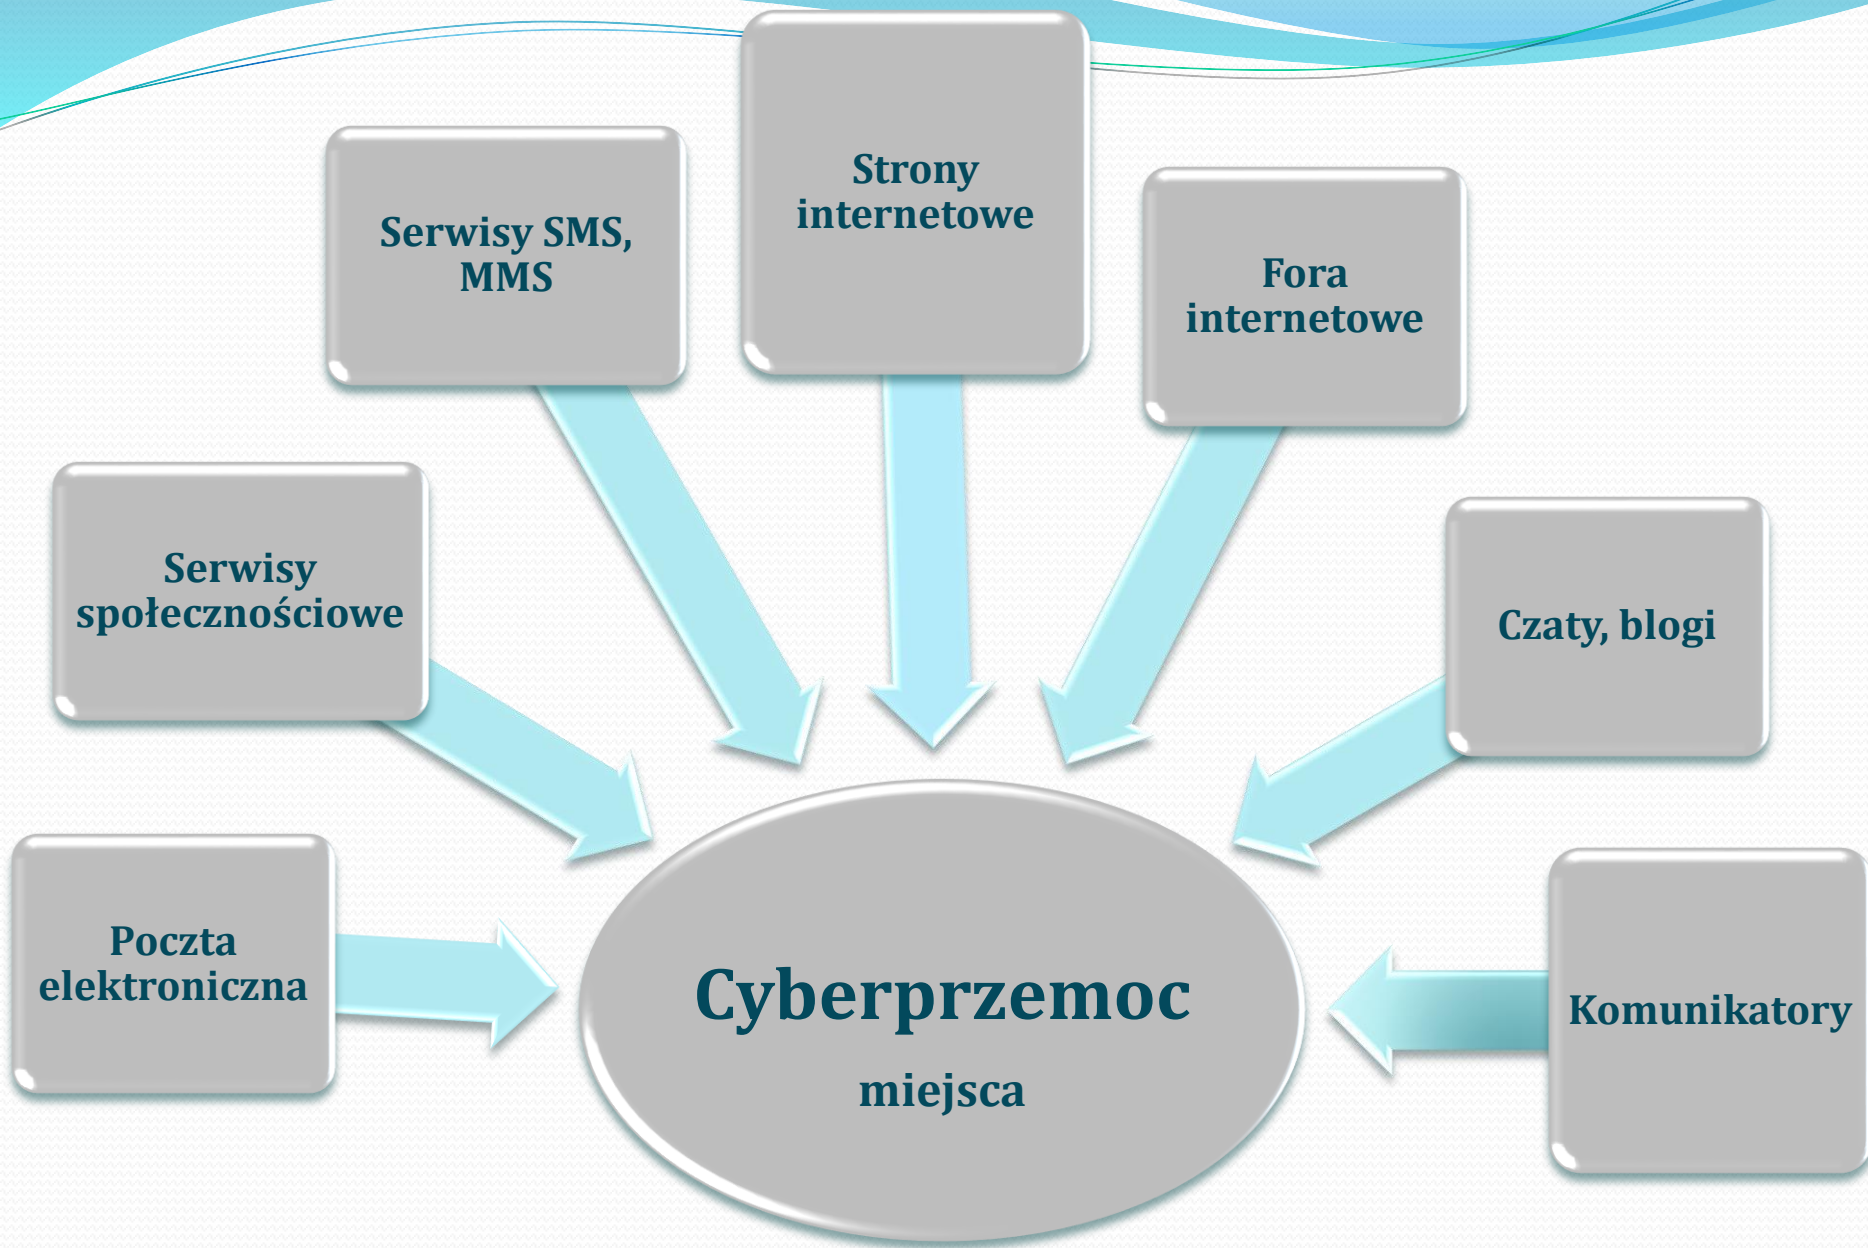 Strony
internetowe
Serwisy SMS,
MMS
Fora
internetowe
Serwisy
społecznościowe
Czaty, blogi
Poczta
elektroniczna
Komunikatory
Cyberprzemoc
miejsca